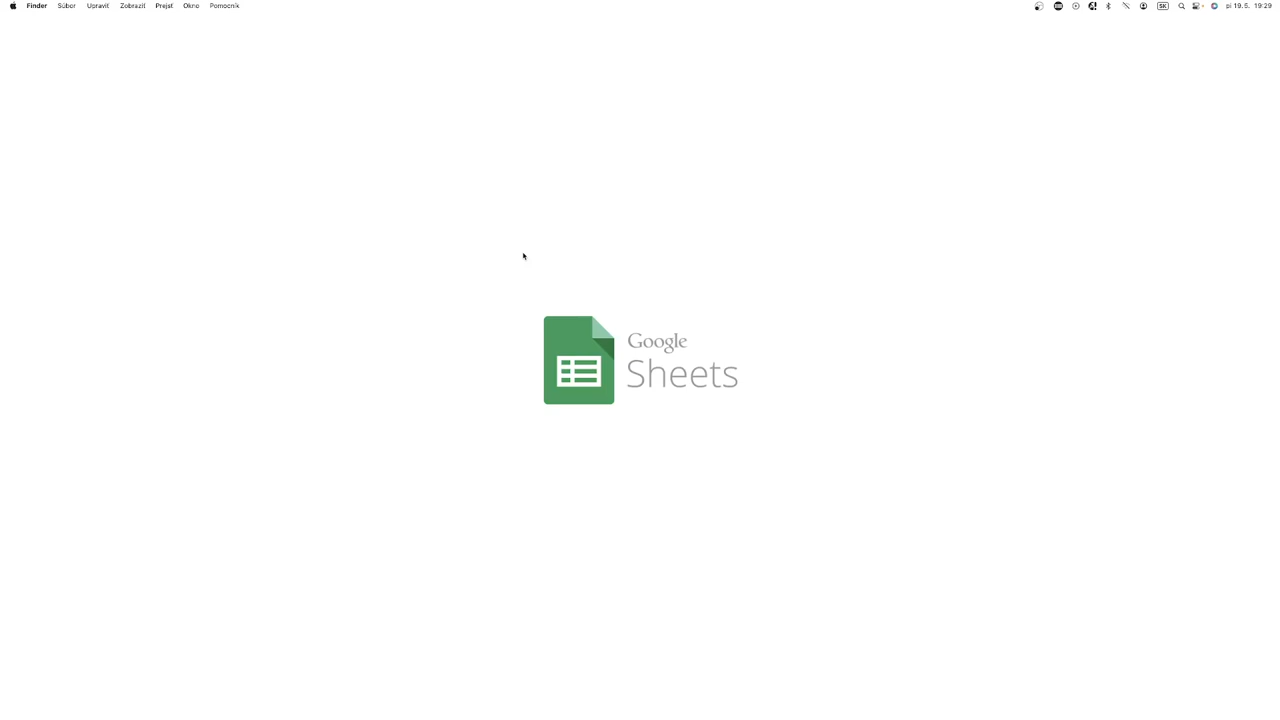 Finder Súbor Upraviť Zobraziť Prejsť Okno Pomocník
SK pi 19. 5. 19:29
Google
Sheets